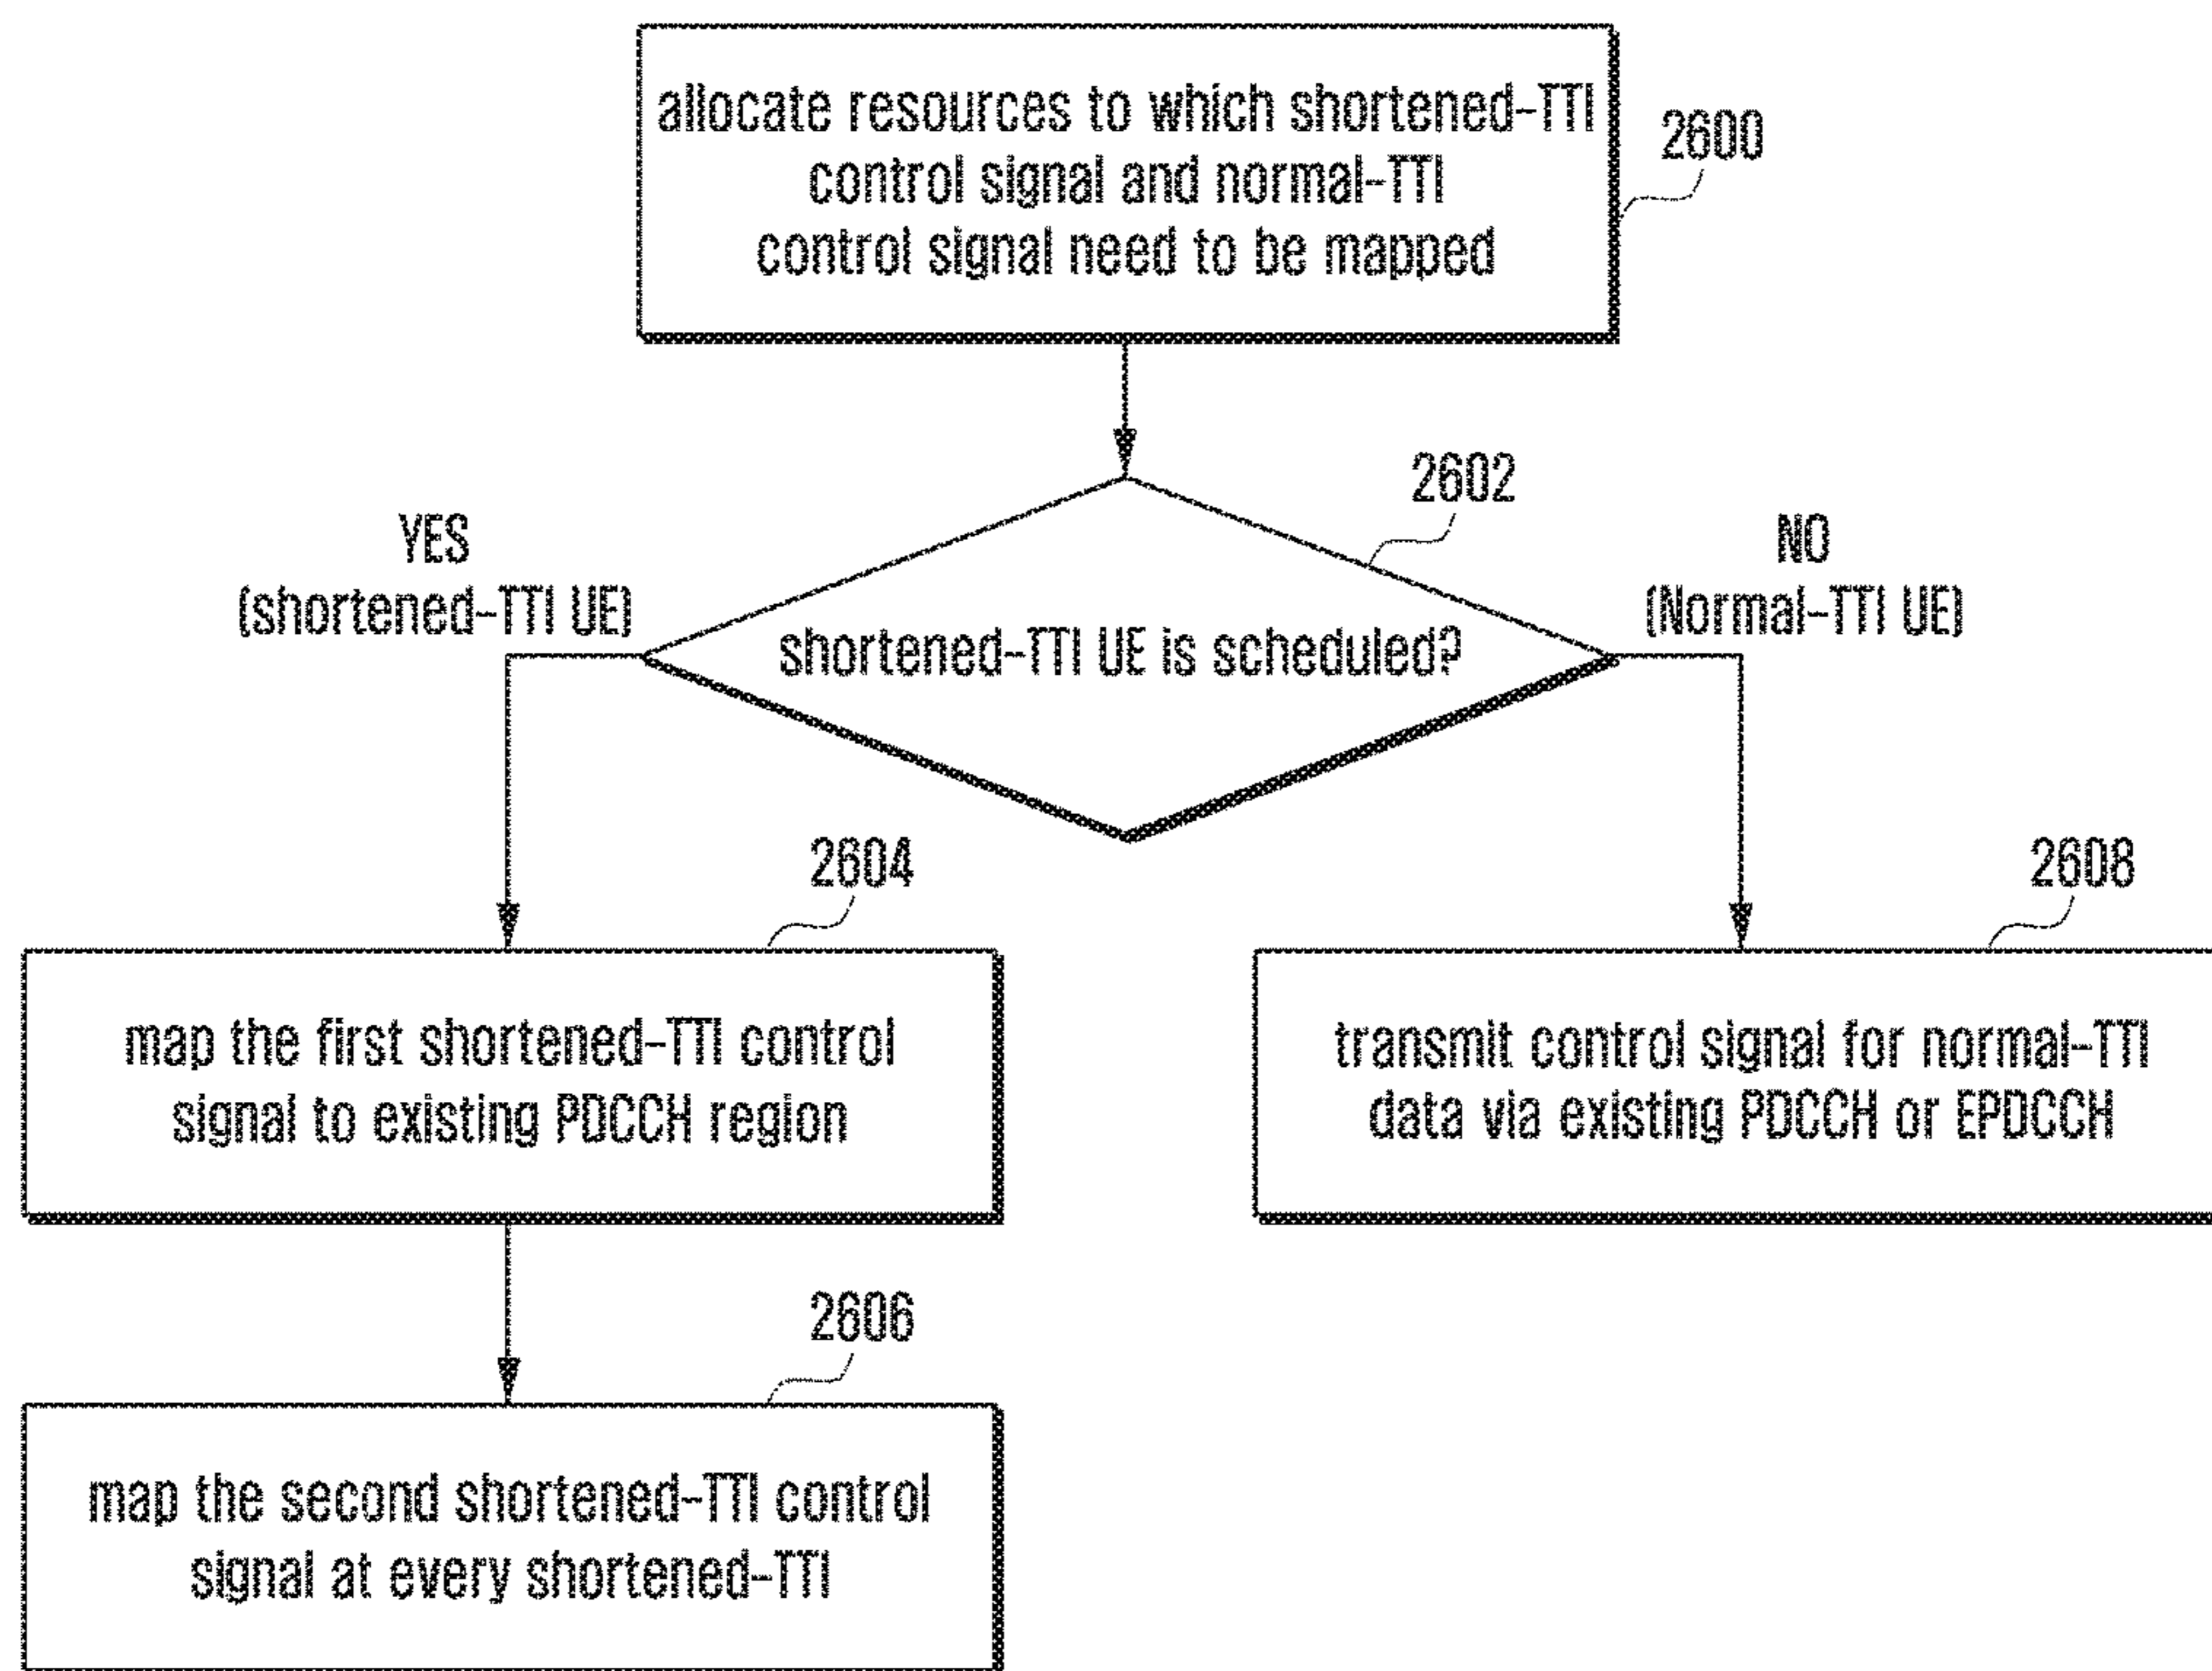 allocate resources to which shortened-TTI
control signal and normal-TTI
control signal need to be mapped
2600
2602
YES
(shortened-TTI UE)
NO
(Normal-TTI UE)
shortened-TTI UE is scheduled?
2604
map the first shortened-TTI control
signal to existing PDCCH region
2608
transmit control signal for normal-TTI
data via existing PDCCH or EPDCCH
2606
map the second shortened-TTI control
signal at every shortened-TTI